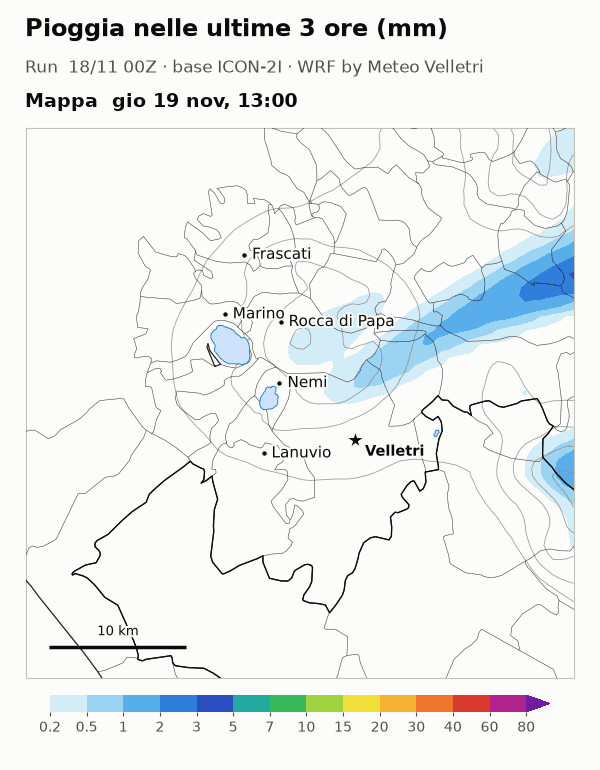 Pioggia nelle ultime 3 ore (mm)
Run  18/11 00Z · base ICON-2I · WRF by Meteo Velletri
Mappa  gio 19 nov, 13:00
Frascati
Marino
Rocca di Papa
Nemi
Velletri
Lanuvio
10 km
0.2 0.5 1 2 3 5 7 10 15 20 30 40 60 80